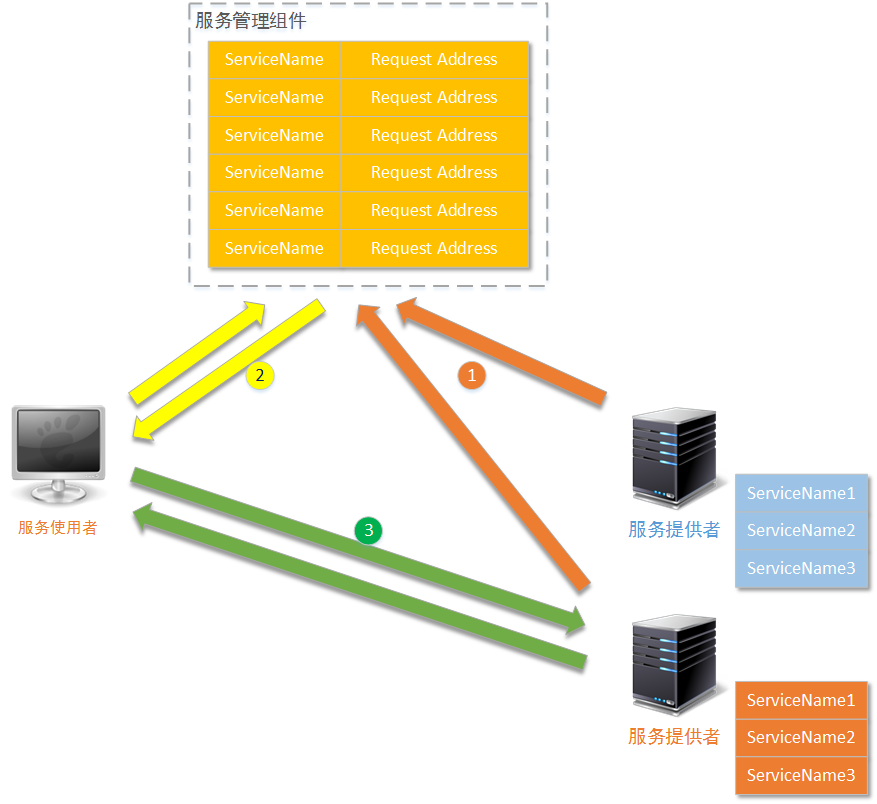 服务管理组件
ServiceName Request Address
ServiceName Request Address
ServiceName Request Address
ServiceName Request Address
ServiceName Request Address
ServiceName Request Address
2
1
服务使用者
3
服务提供者
ServiceName1
ServiceName2
ServiceName3
服务提供者
ServiceName1
ServiceName2
ServiceName3